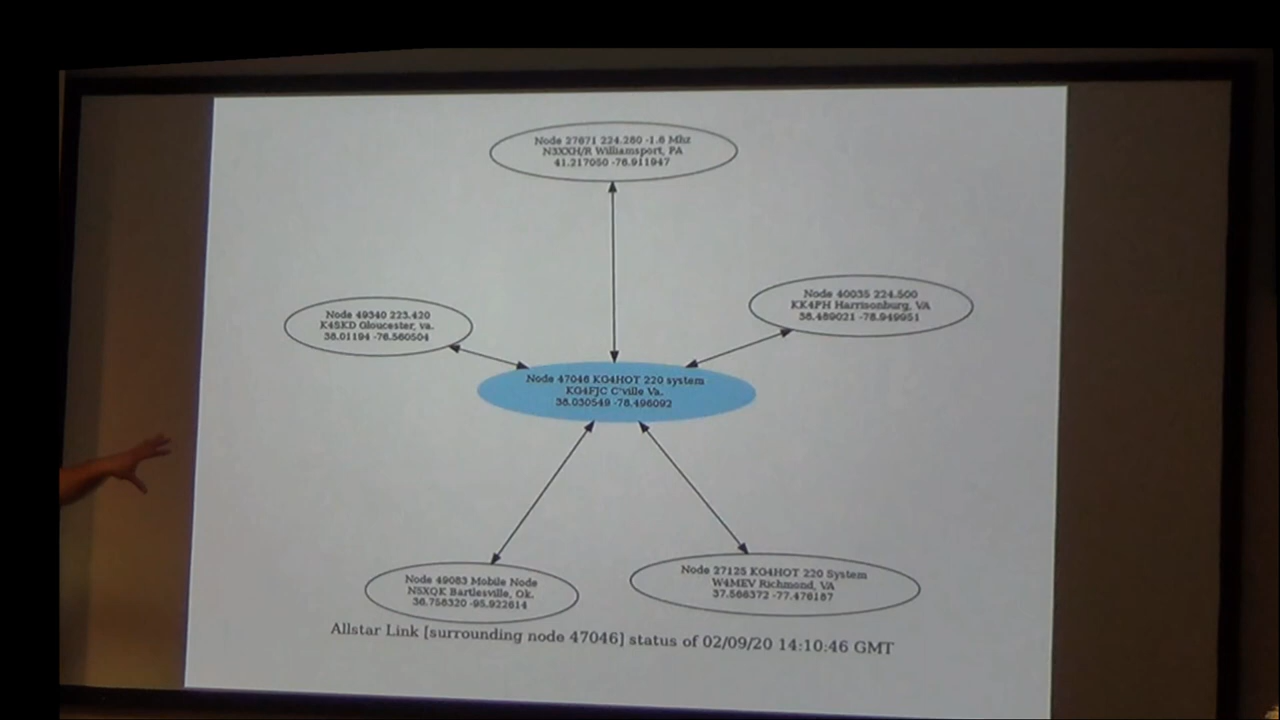 Node 27671 224.280 -1.6 Mhz
N3XXH/R Williamsport, PA
41.217050 -76.911947
Node 49340 223.420
K4SKD Gloucester, va.
38.01194 -76.560504
Node 40035 224.500
KK4PH Harrisonburg, VA
38.489021 -78.949951
Node 47046 KG4HOT 220 system
KG4FJC C'ville Va.
38.030549 -78.496092
Node 49083 Mobile Node
N5XQK Bartlesville, Ok.
36.756320 -95.922614
Node 27125 KG4HOT 220 System
W4MEV Richmond, VA
37.566372 -77.476187
Allstar Link [surrounding node 47046] status of 02/09/20 14:10:46 GMT